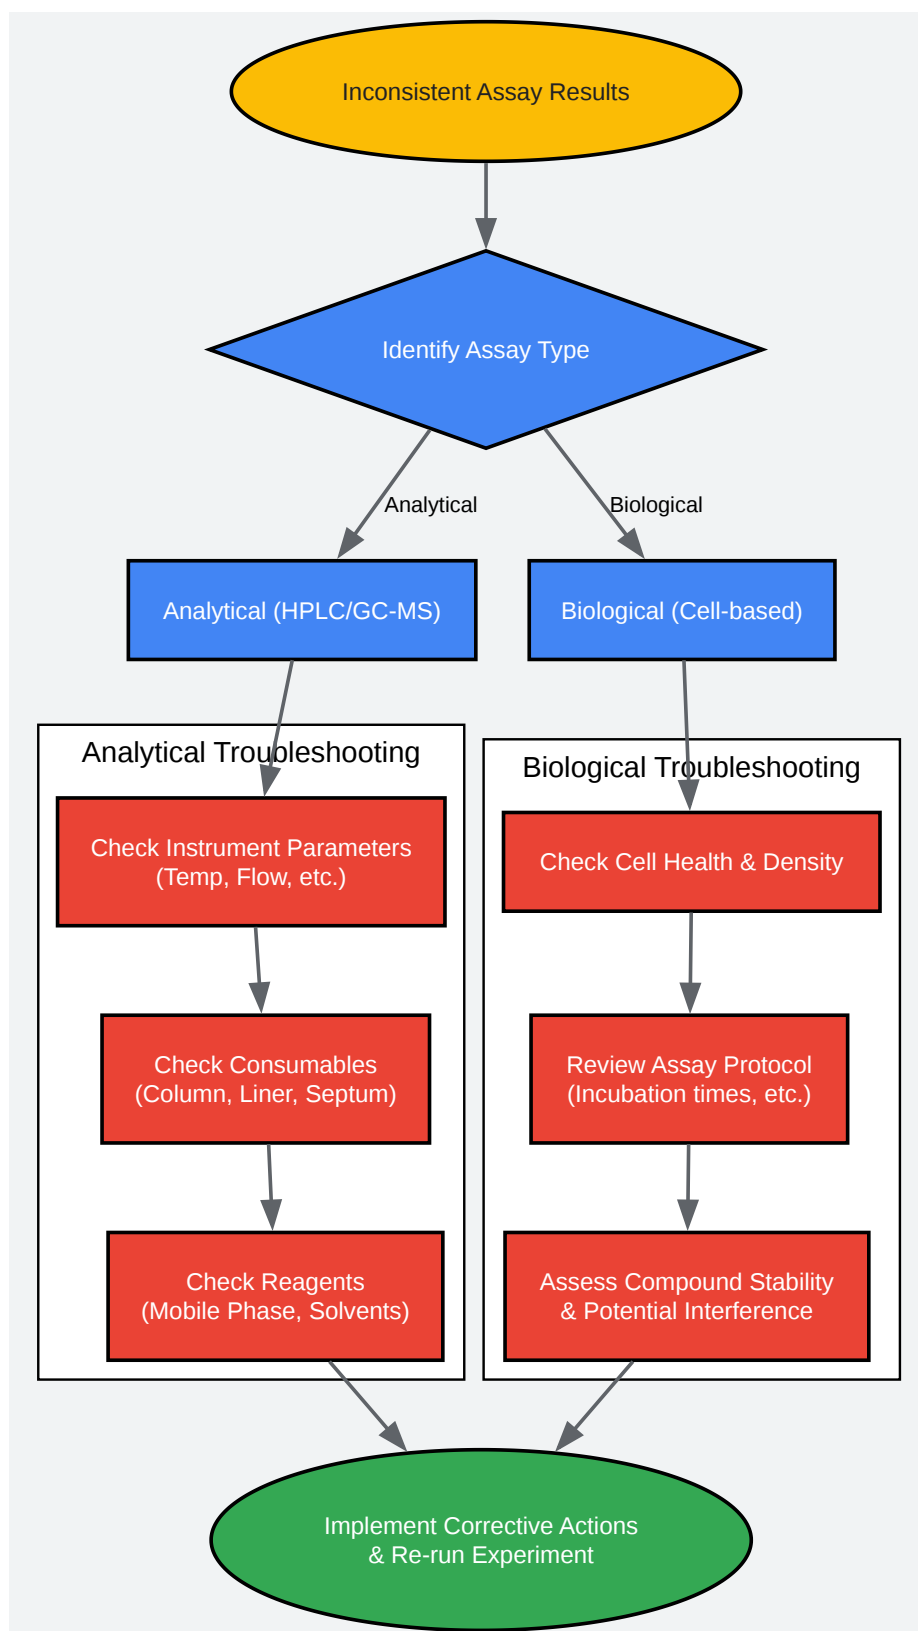 Inconsistent Assay Results
Identify Assay Type
Analytical
Biological
Analytical (HPLC/GC-MS)
Biological (Cell-based)
Analytical Troubleshooting
Check Instrument Parameters
(Temp, Flow, etc.)
Check Consumables
(Column, Liner, Septum)
Check Reagents
(Mobile Phase, Solvents)
Biological Troubleshooting
Check Cell Health & Density
Review Assay Protocol
(Incubation times, etc.)
Assess Compound Stability
& Potential Interference
Implement Corrective Actions
& Re-run Experiment